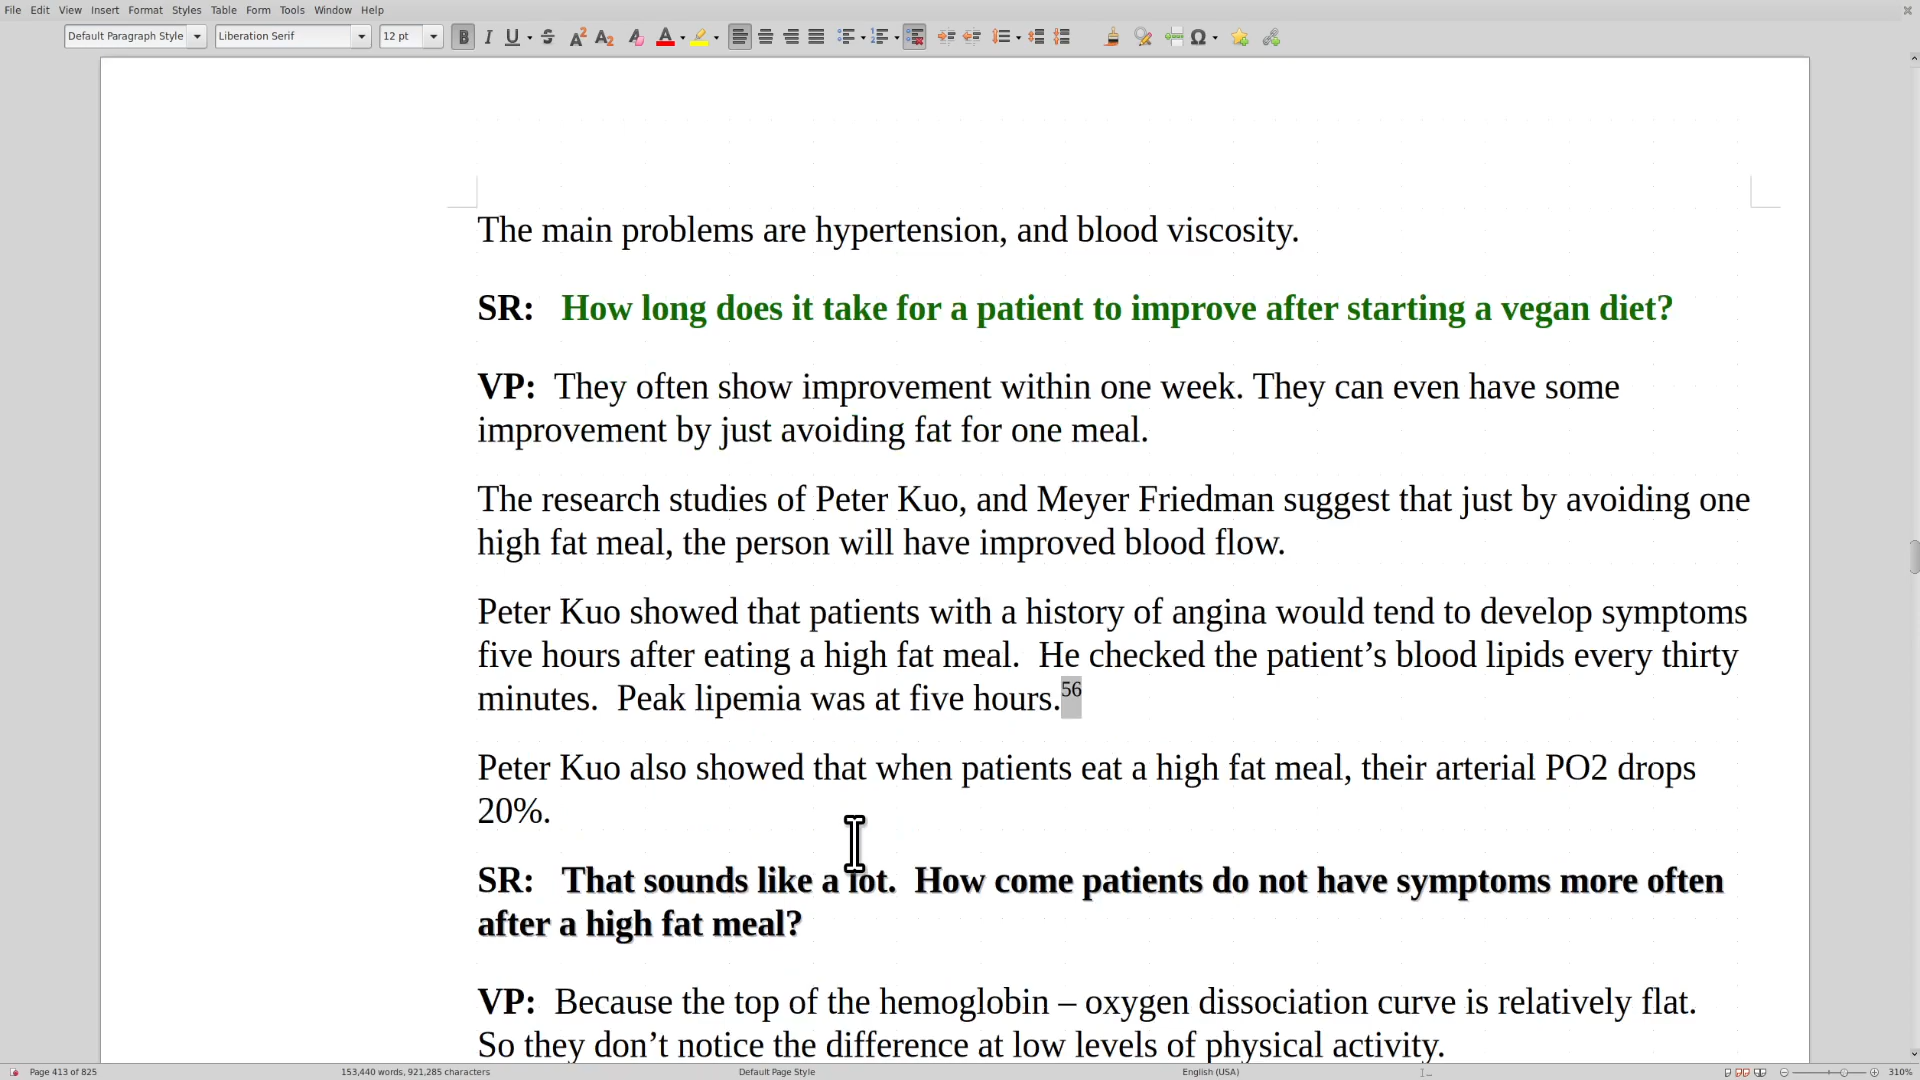 File Edit View Insert Format Styles Table Form Tools Window Help
Default Paragraph Style Liberation Serif 12 pt
The main problems are hypertension, and blood viscosity.
SR: How long does it take for a patient to improve after starting a vegan diet?
VP: They often show improvement within one week. They can even have some
improvement by just avoiding fat for one meal.
The research studies of Peter Kuo, and Meyer Friedman suggest that just by avoiding one
high fat meal, the person will have improved blood flow.
Peter Kuo showed that patients with a history of angina would tend to develop symptoms
five hours after eating a high fat meal. He checked the patient’s blood lipids every thirty
minutes. Peak lipemia was at five hours.56
Peter Kuo also showed that when patients eat a high fat meal, their arterial PO2 drops
20%.
SR: That sounds like a lot. How come patients do not have symptoms more often
after a high fat meal?
VP: Because the top of the hemoglobin – oxygen dissociation curve is relatively flat.
So they don’t notice the difference at low levels of physical activity.
Page 413 of 825 153,440 words, 921,285 characters Default Page Style English (USA) 310%